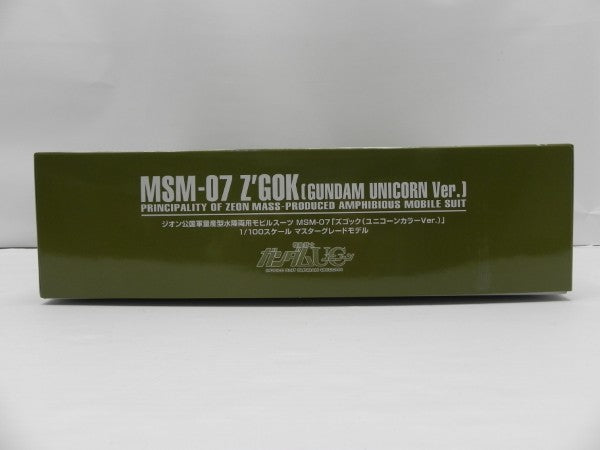 MSM-07 Z'GOK(GUNDAM UNICORN Ver.)
PRINCIPALITY OF ZEON MASS-PRODUCED AMPHIBIOUS MOBILE SUIT
ジオン公国軍量産型水陸両用モビルスーツ MSM-07「ズゴック(ユニコーンカラーVer.)」
1/100スケール マスターグレードモデル
機動戦士
ガンダムUC